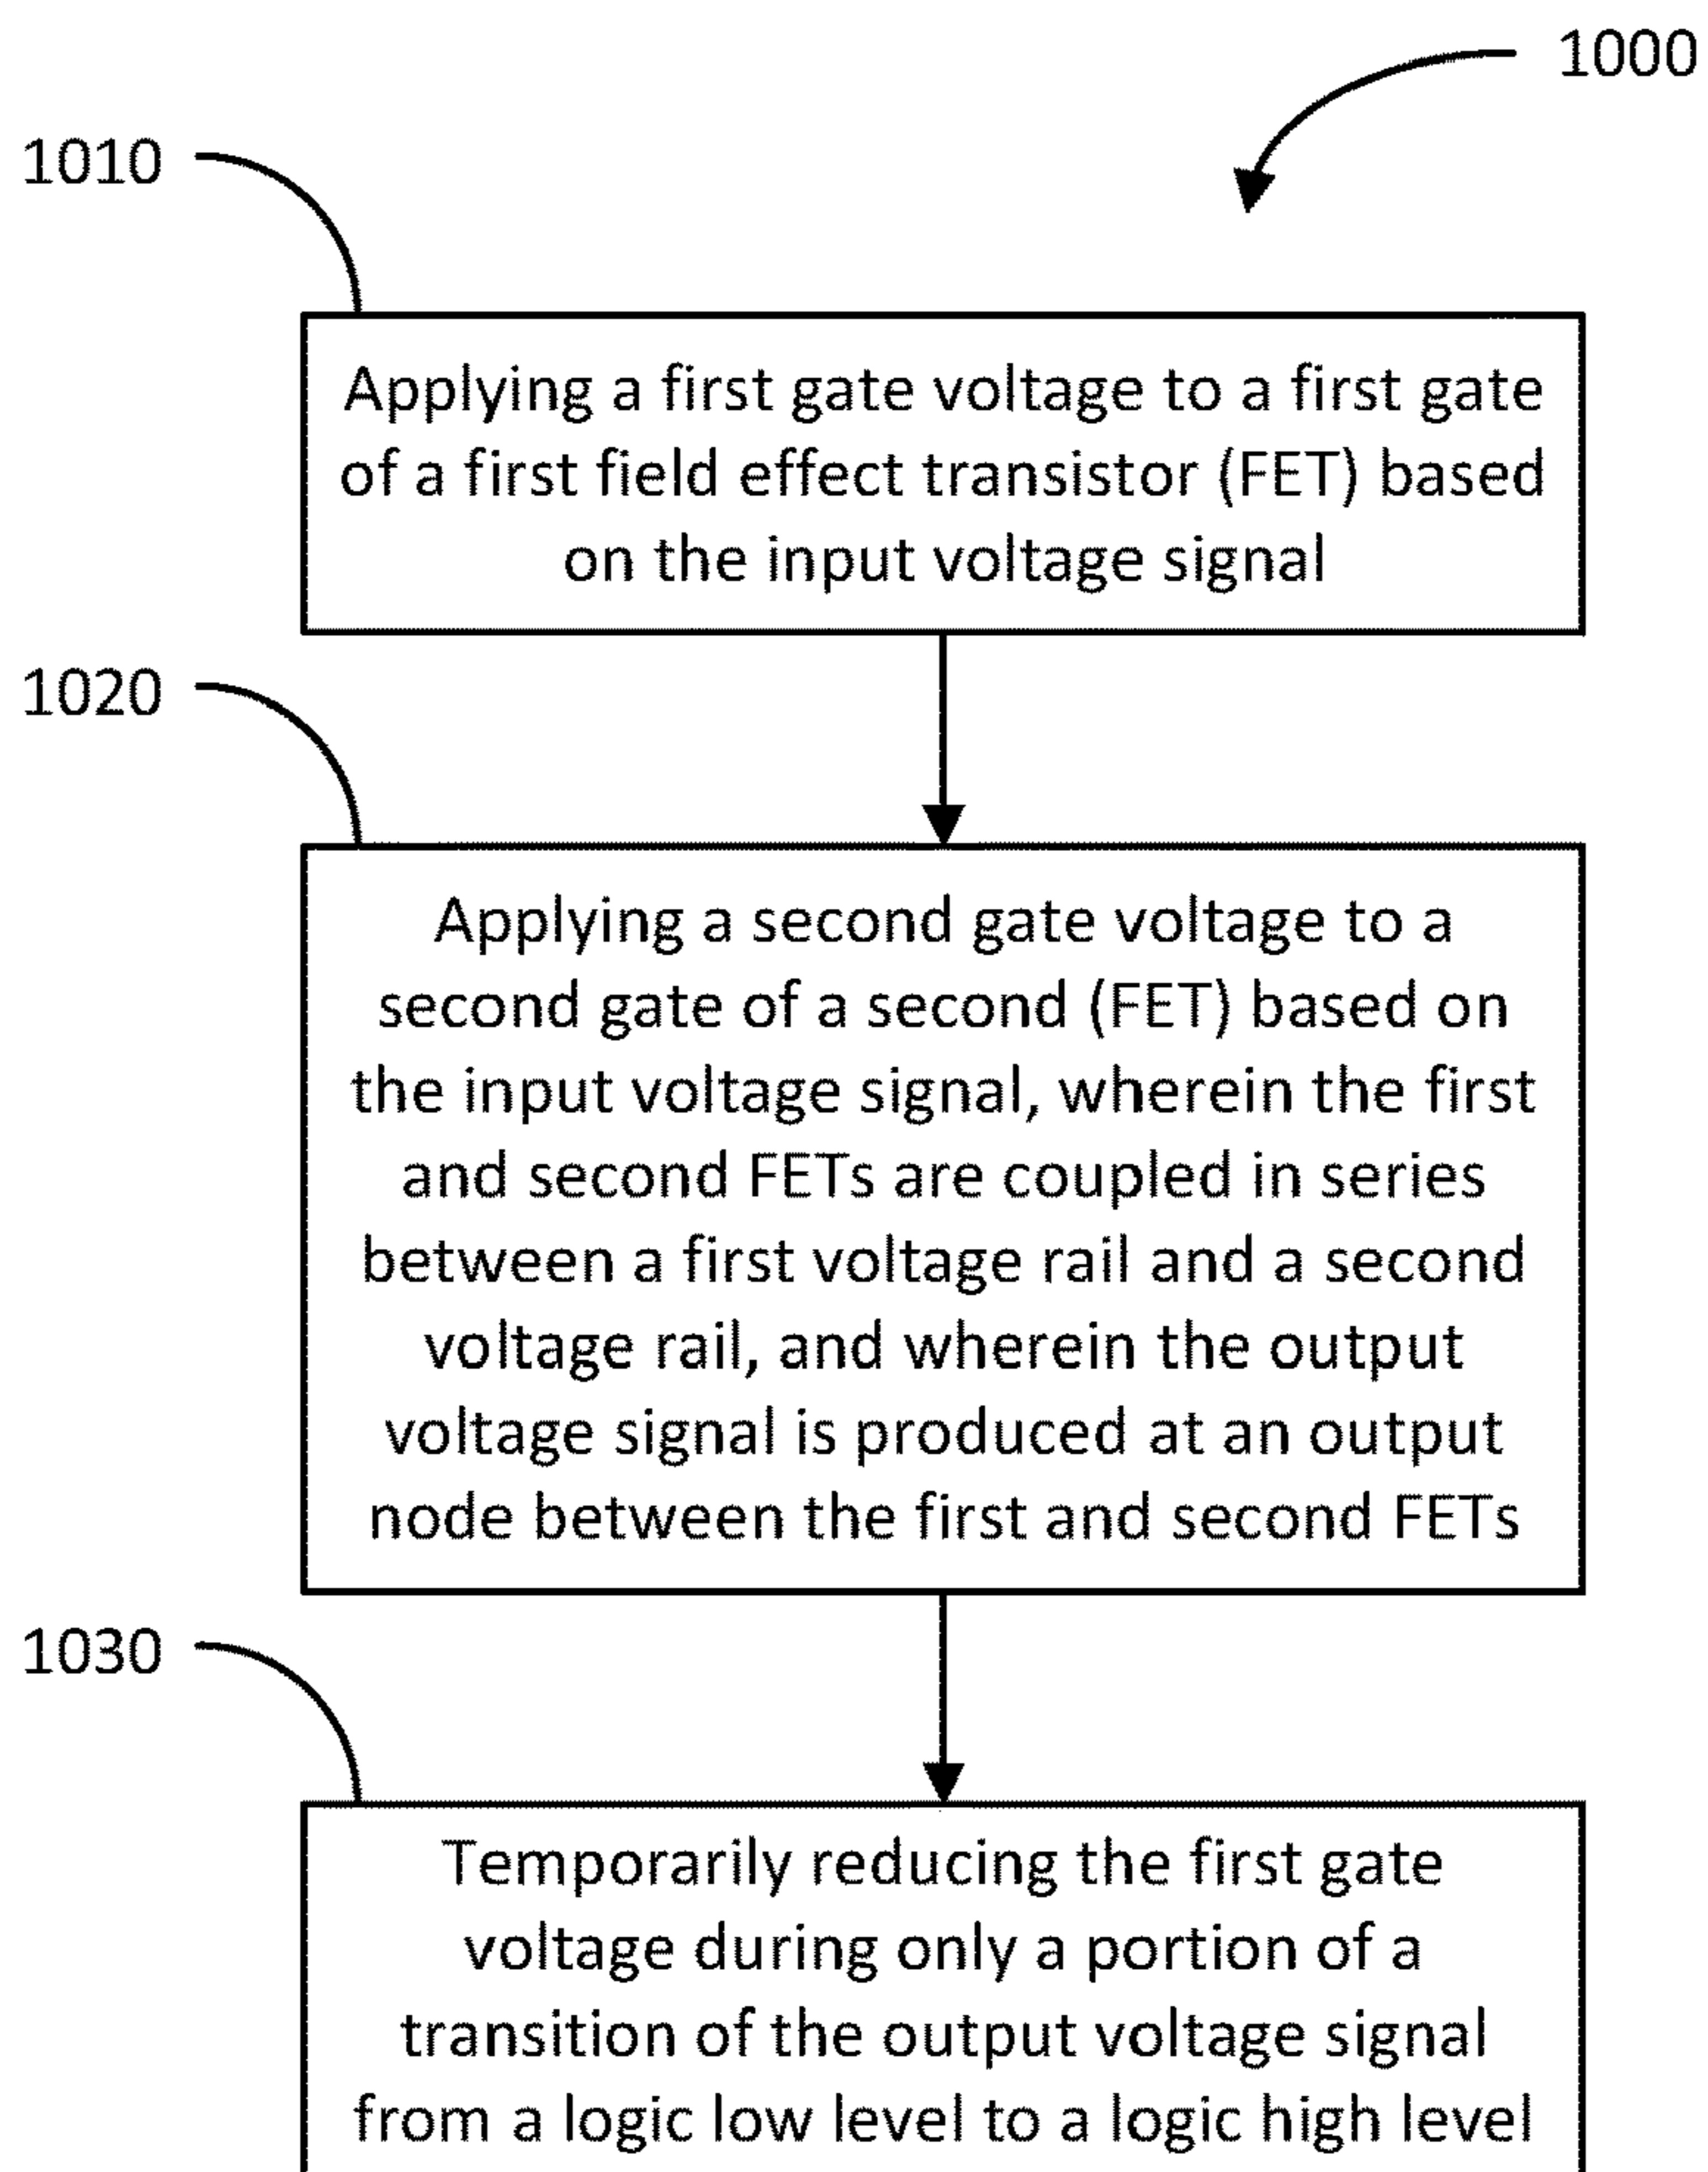 1000
1010
Applying a first gate voltage to a first gate
of a first field effect transistor (FET) based
on the input voltage signal
1020
Applying a second gate voltage to a
second gate of a second (FET) based on
the input voltage signal, wherein the first
and second FETs are coupled in series
between a first voltage rail and a second
voltage rail, and wherein the output
voltage signal is produced at an output
node between the first and second FETs
1030
Temporarily reducing the first gate
voltage during only a portion of a
transition of the output voltage signal
from a logic low level to a logic high level